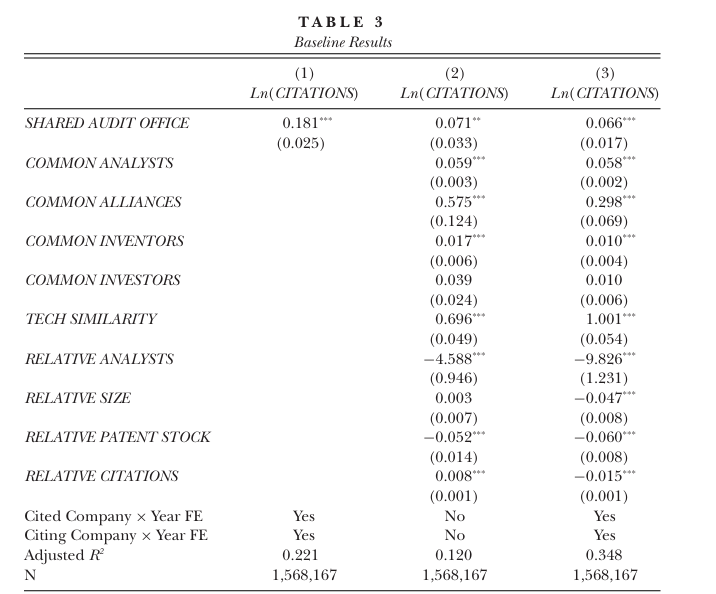 TABLE 3
Baseline Results
(1) (2) (3)
Ln(CITATIONS) Ln(CITATIONS) Ln(CITATIONS)
SHARED AUDIT OFFICE 0.181*** 0.071** 0.066***
(0.025) (0.033) (0.017)
COMMON ANALYSTS 0.059*** 0.058***
(0.003) (0.002)
COMMON ALLIANCES 0.575*** 0.298***
(0.124) (0.069)
COMMON INVENTORS 0.017*** 0.010***
(0.006) (0.004)
COMMON INVESTORS 0.039 0.010
(0.024) (0.006)
TECH SIMILARITY 0.696*** 1.001***
(0.049) (0.054)
RELATIVE ANALYSTS −4.588*** −9.826***
(0.946) (1.231)
RELATIVE SIZE 0.003 −0.047***
(0.007) (0.008)
RELATIVE PATENT STOCK −0.052*** −0.060***
(0.014) (0.008)
RELATIVE CITATIONS 0.008*** −0.015***
(0.001) (0.001)
Cited Company × Year FE Yes No Yes
Citing Company × Year FE Yes No Yes
Adjusted R² 0.221 0.120 0.348
N 1,568,167 1,568,167 1,568,167